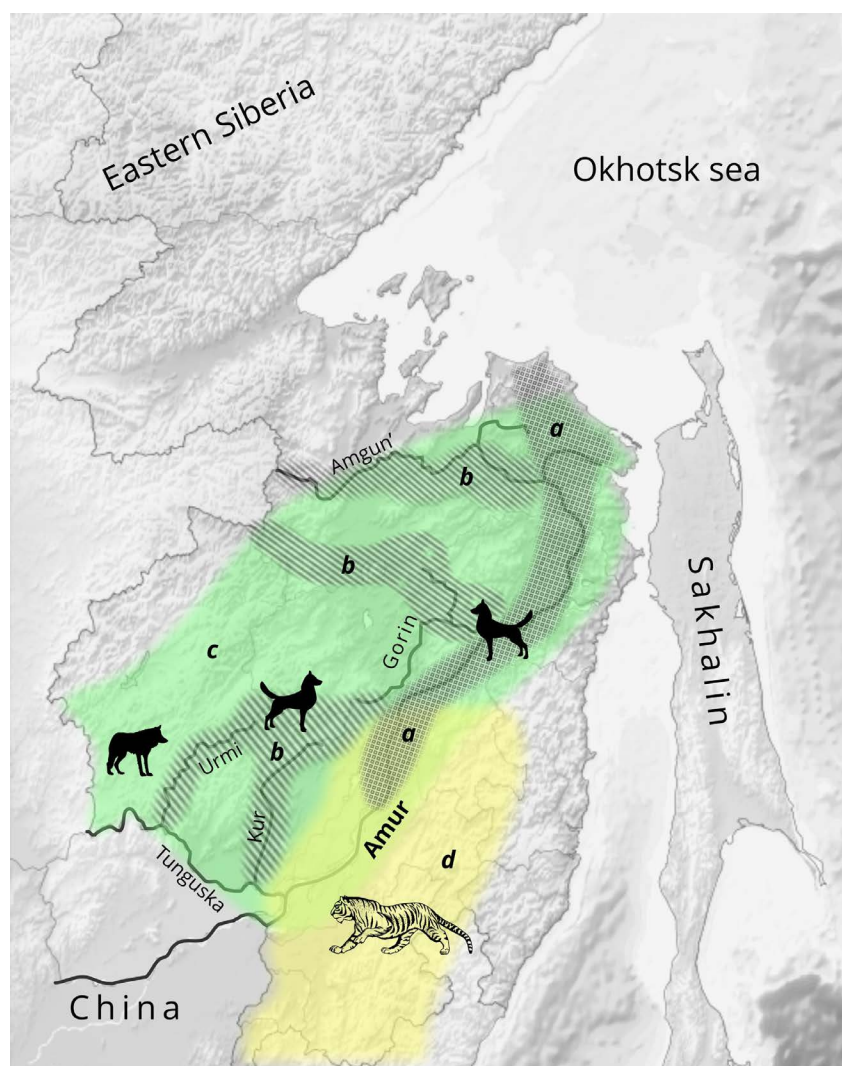 Eastern Siberia
Okhotsk sea
a
Amgun'
b
b
Sakhalin
Gorin
c
a
b
Urmi
Kur
Amur
Tunguska
d
China